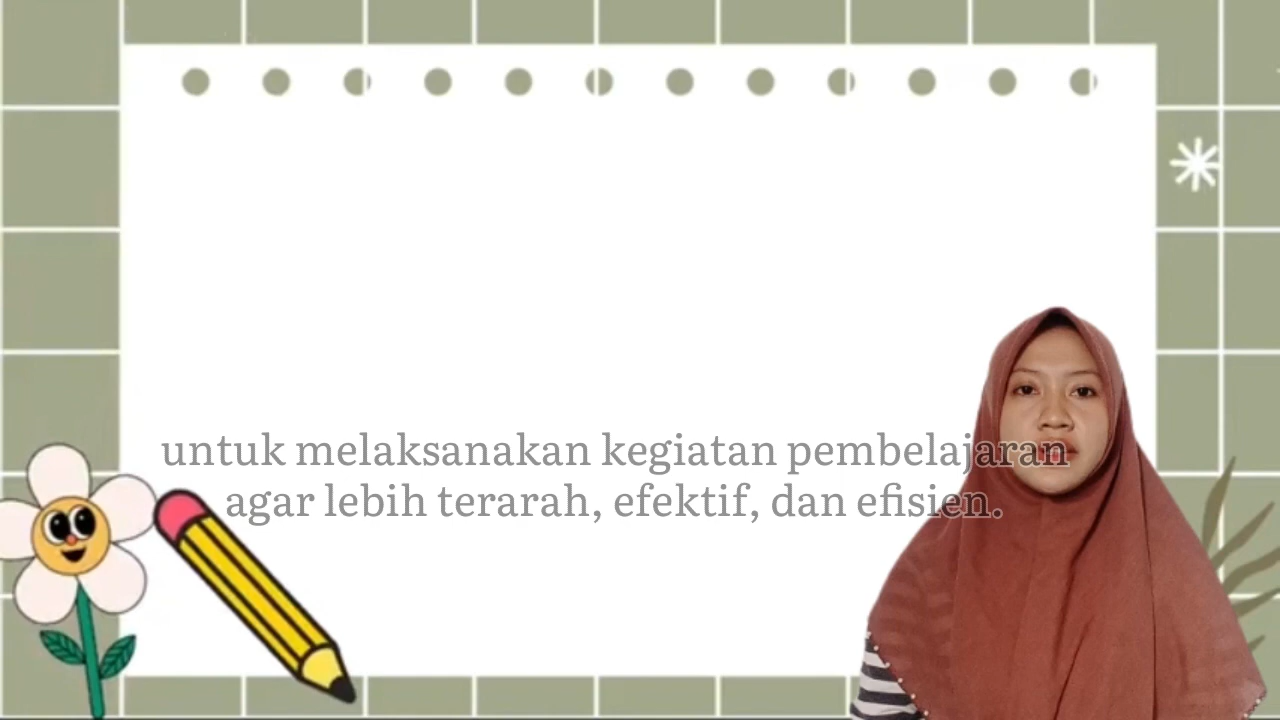 untuk melaksanakan kegiatan pembelajaran
agar lebih terarah, efektif, dan efisien.